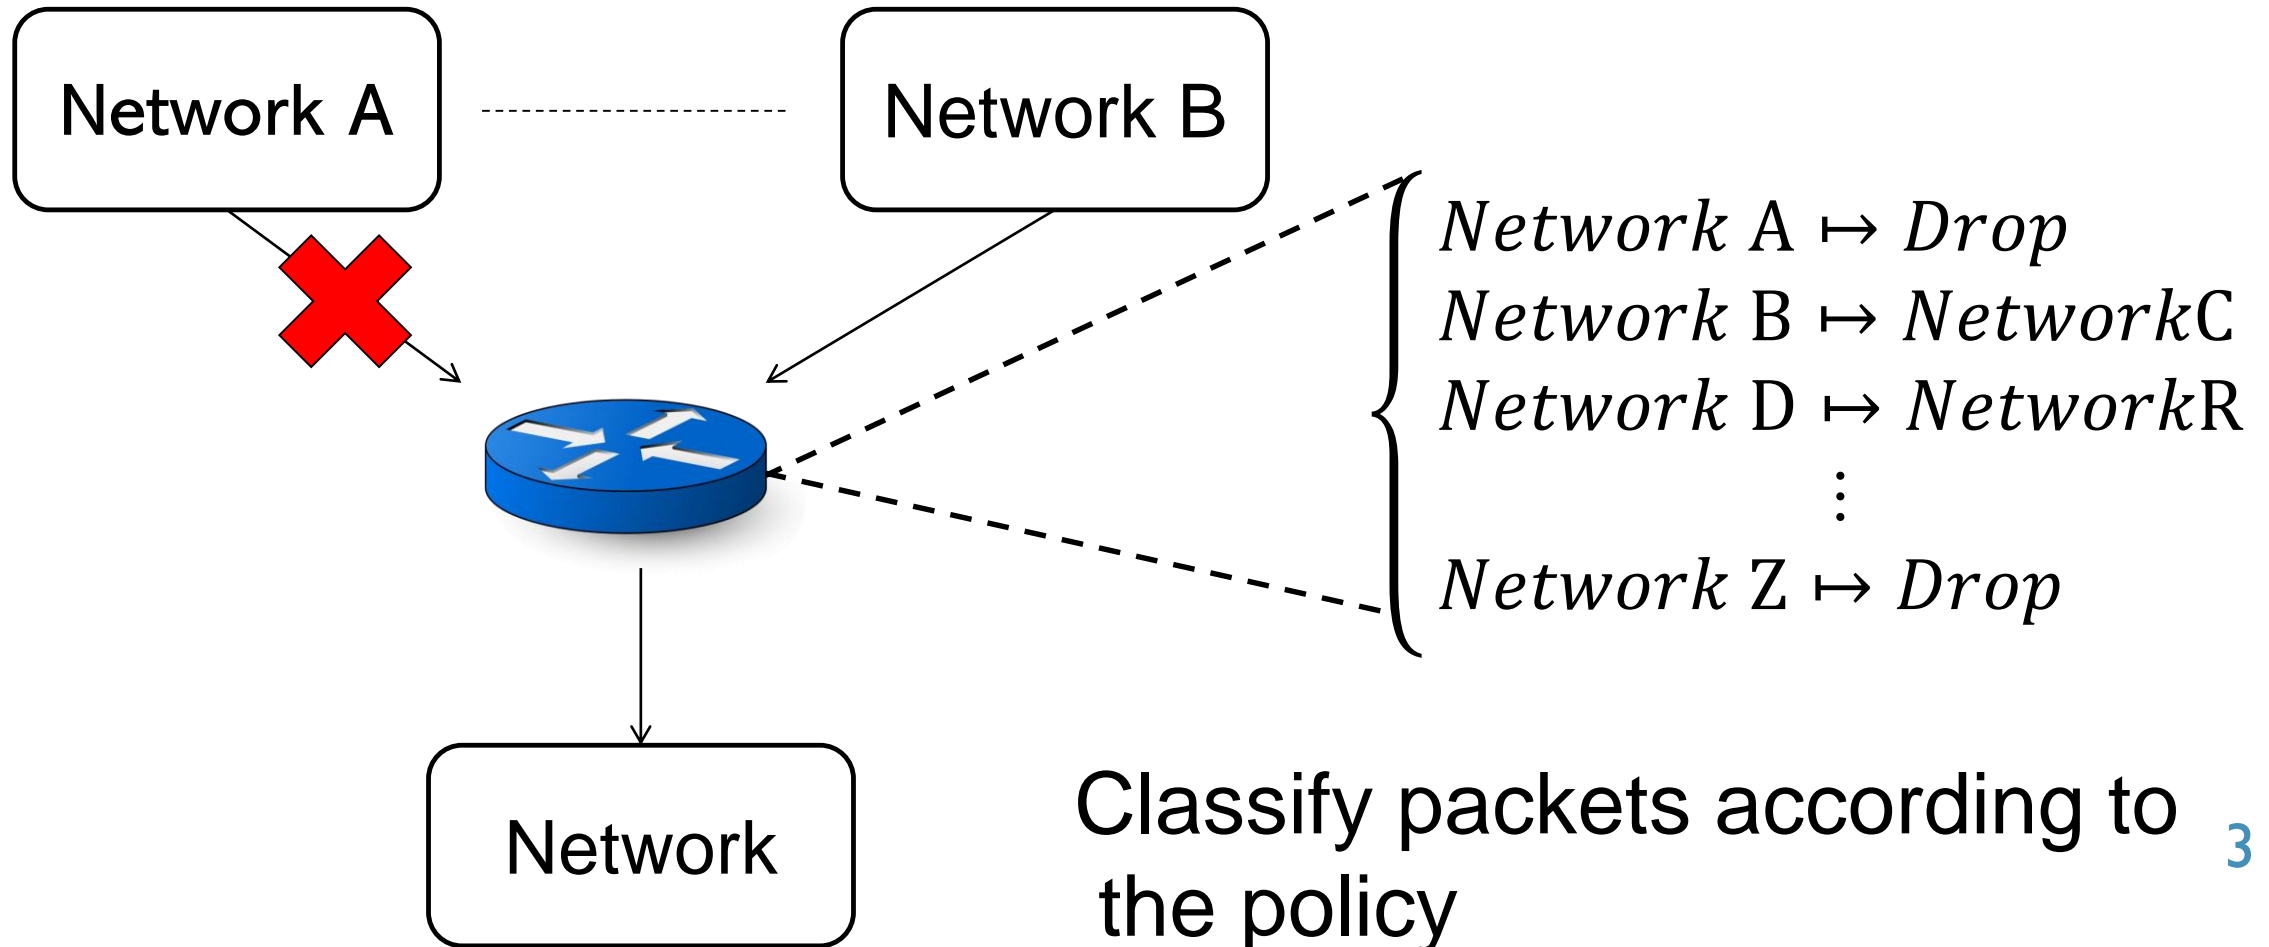 Network A
Network B
Network A ↦ Drop
Network B ↦ NetworkC
Network D ↦ NetworkR
⋮
Network Z ↦ Drop
Network
Classify packets according to
the policy
3